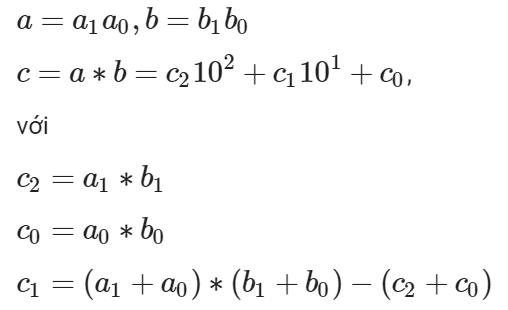 a = a₁a₀, b = b₁b₀
c = a * b = c₂10² + c₁10¹ + c₀,
với
c₂ = a₁ * b₁
c₀ = a₀ * b₀
c₁ = (a₁ + a₀) * (b₁ + b₀) − (c₂ + c₀)